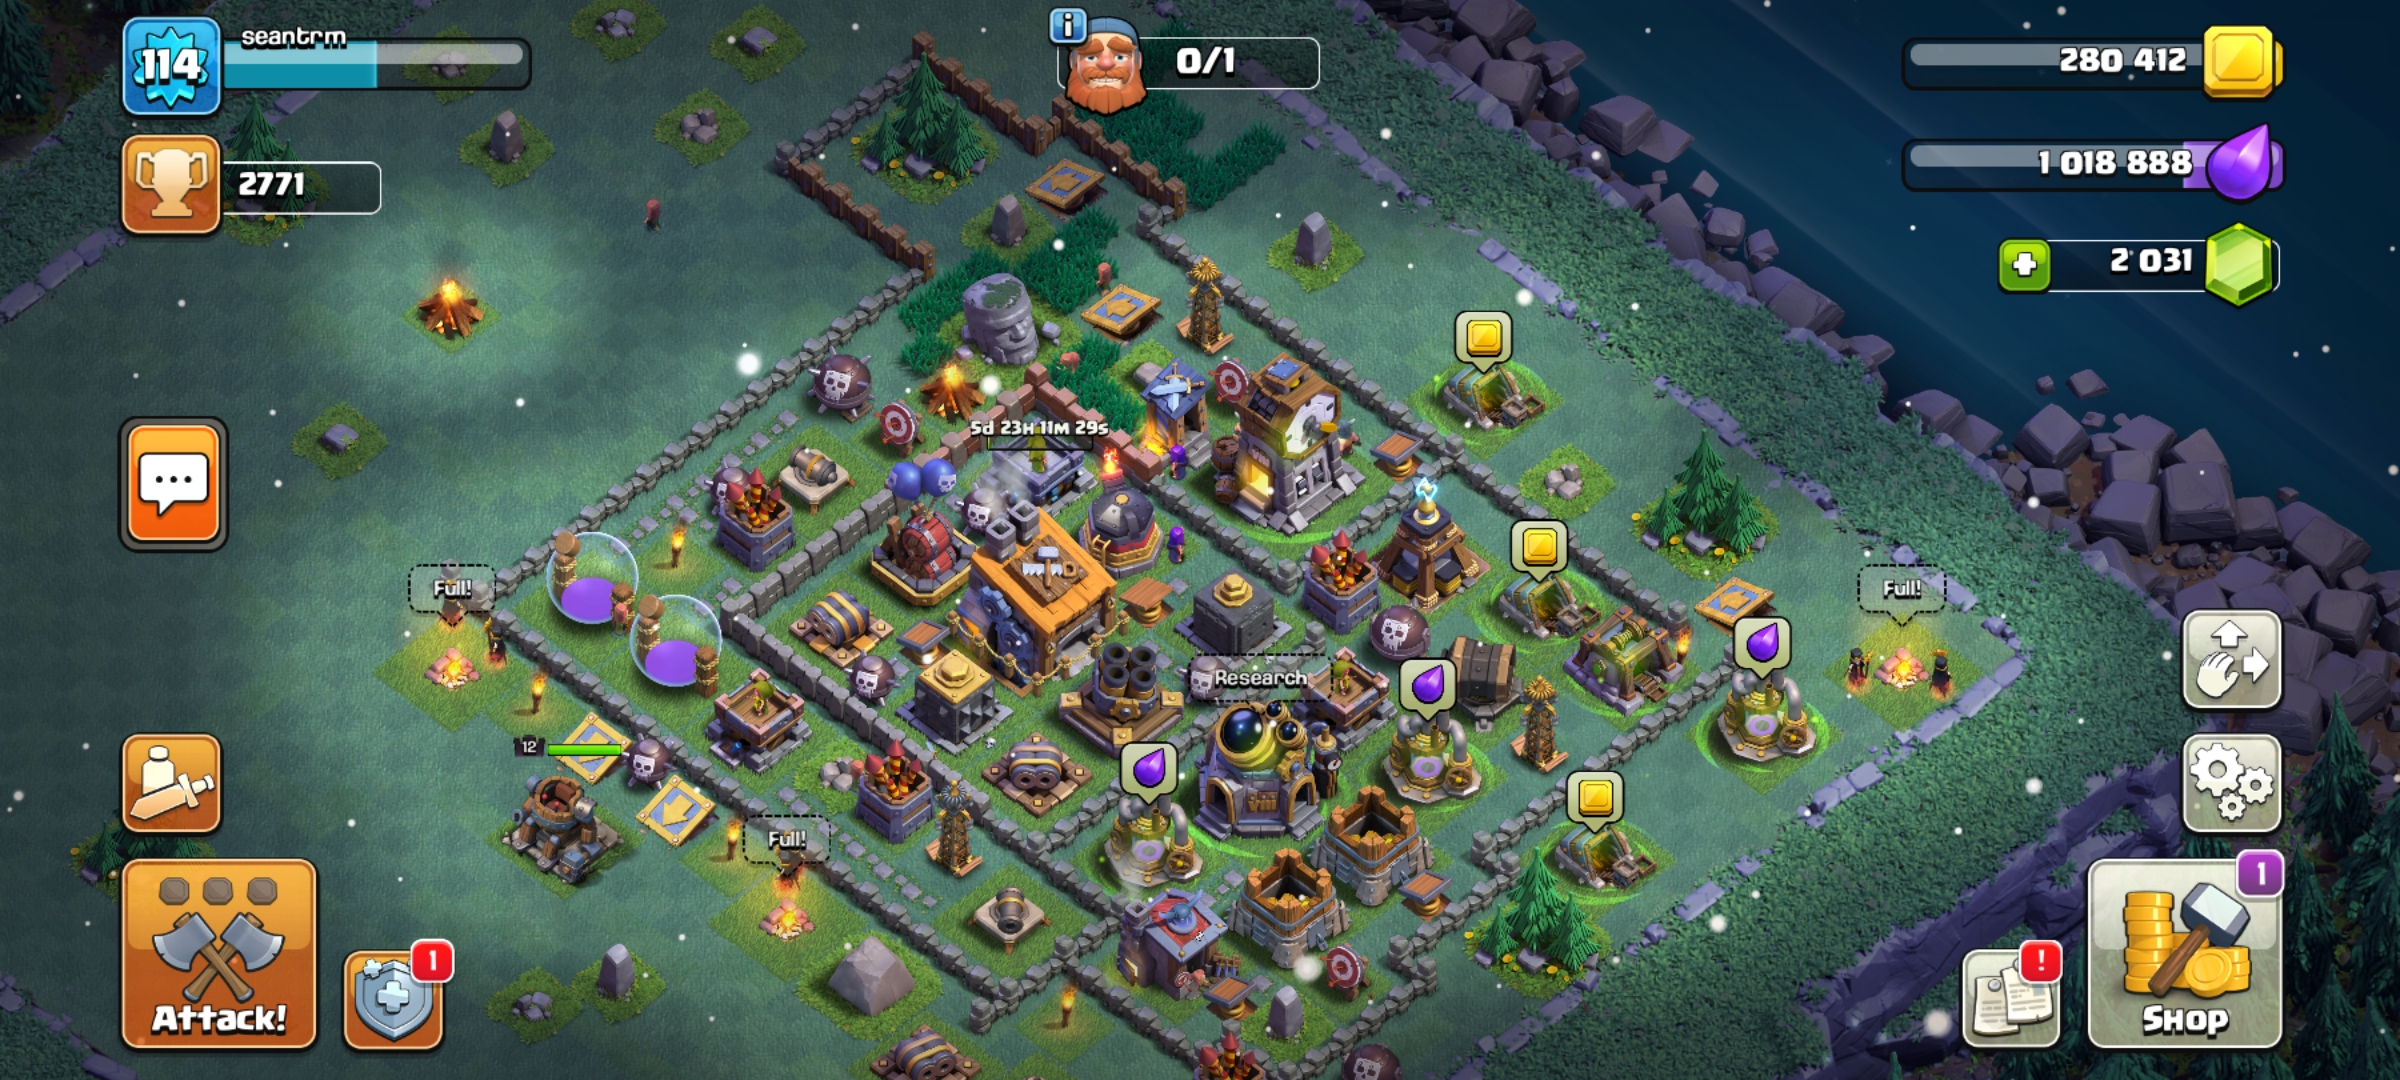 114
seantrm
0/1
280 412
2771
1 018 888
2 031
5d 23H 11M 29s
Full!
Full!
Research
12
Full!
1
Attack!
1
!
Shop